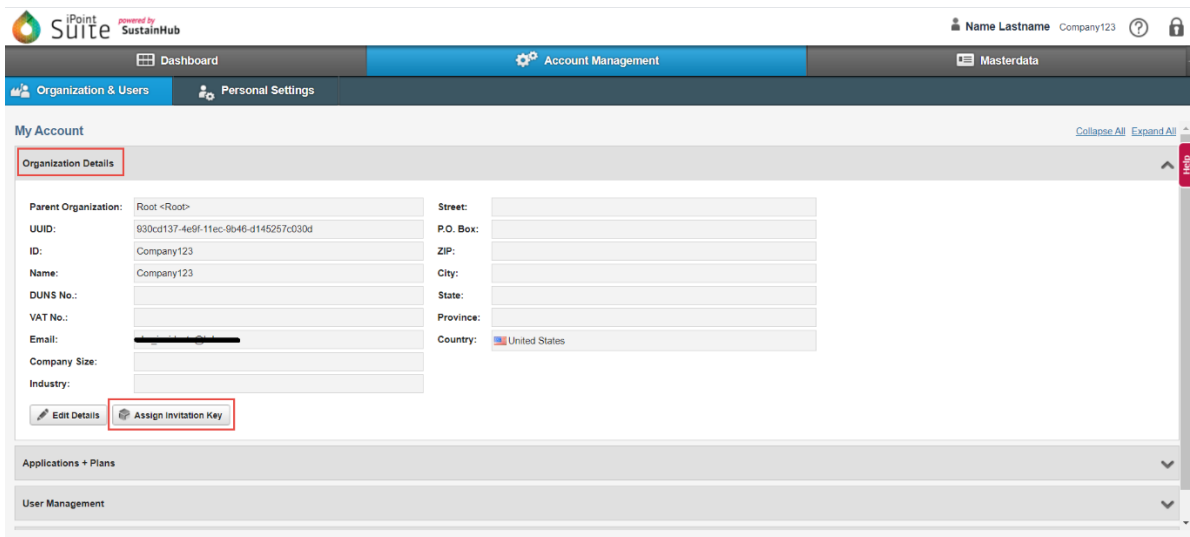 iPoint Suite powered by SustainHub
Name Lastname Company123 ?
Dashboard Account Management Masterdata
Organization & Users Personal Settings
My Account Collapse All Expand All
Help
Organization Details
Parent Organization: Root <Root> Street:
UUID: 930cd137-4e9f-11ec-9b46-d145257c030d P.O. Box:
ID: Company123 ZIP:
Name: Company123 City:
DUNS No.: State:
VAT No.: Province:
Email: Country: United States
Company Size:
Industry:
Edit Details Assign Invitation Key
Applications + Plans
User Management